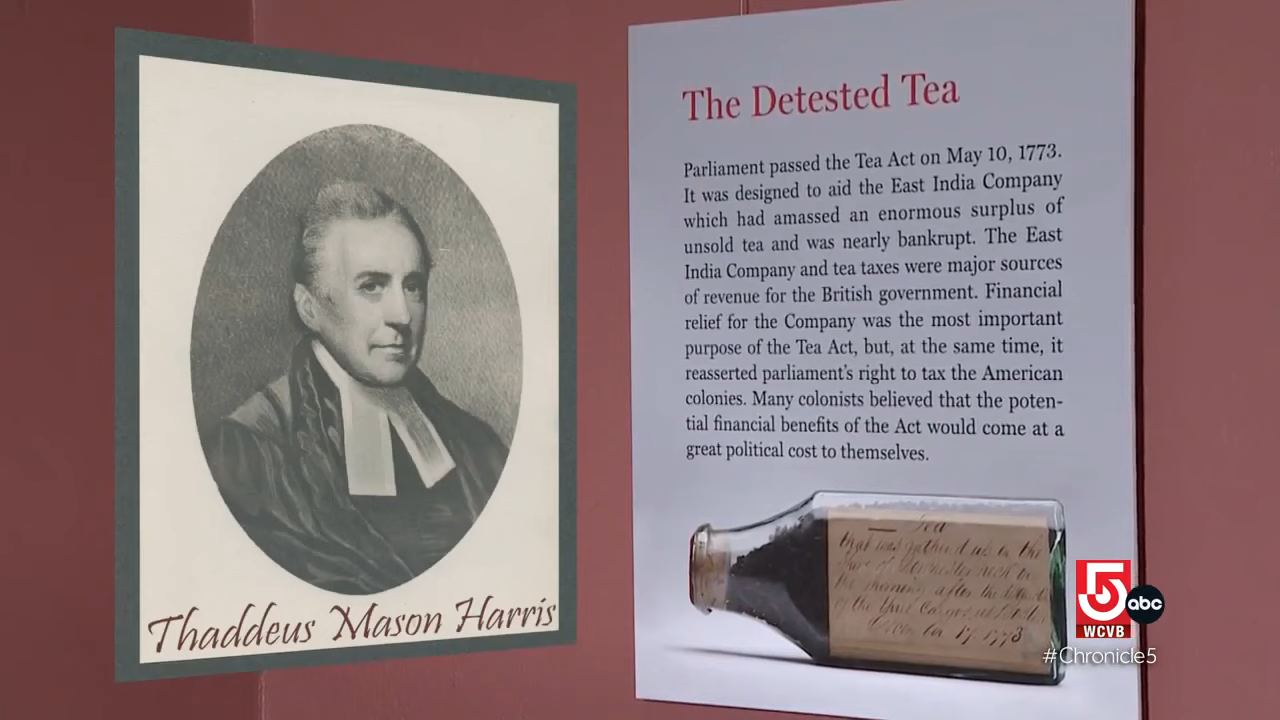 Thaddeus Mason Harris
The Detested Tea
Parliament passed the Tea Act on May 10, 1773.
It was designed to aid the East India Company
which had amassed an enormous surplus of
unsold tea and was nearly bankrupt. The East
India Company and tea taxes were major sources
of revenue for the British government. Financial
relief for the Company was the most important
purpose of the Tea Act, but, at the same time, it
reasserted parliament's right to tax the American
colonies. Many colonists believed that the poten-
tial financial benefits of the Act would come at a
great political cost to themselves.
Tea
that was gathered up on the
of Dorchester neck
the morning after the
of the
17. 1773
5
abc
WCVB
#Chronicle5